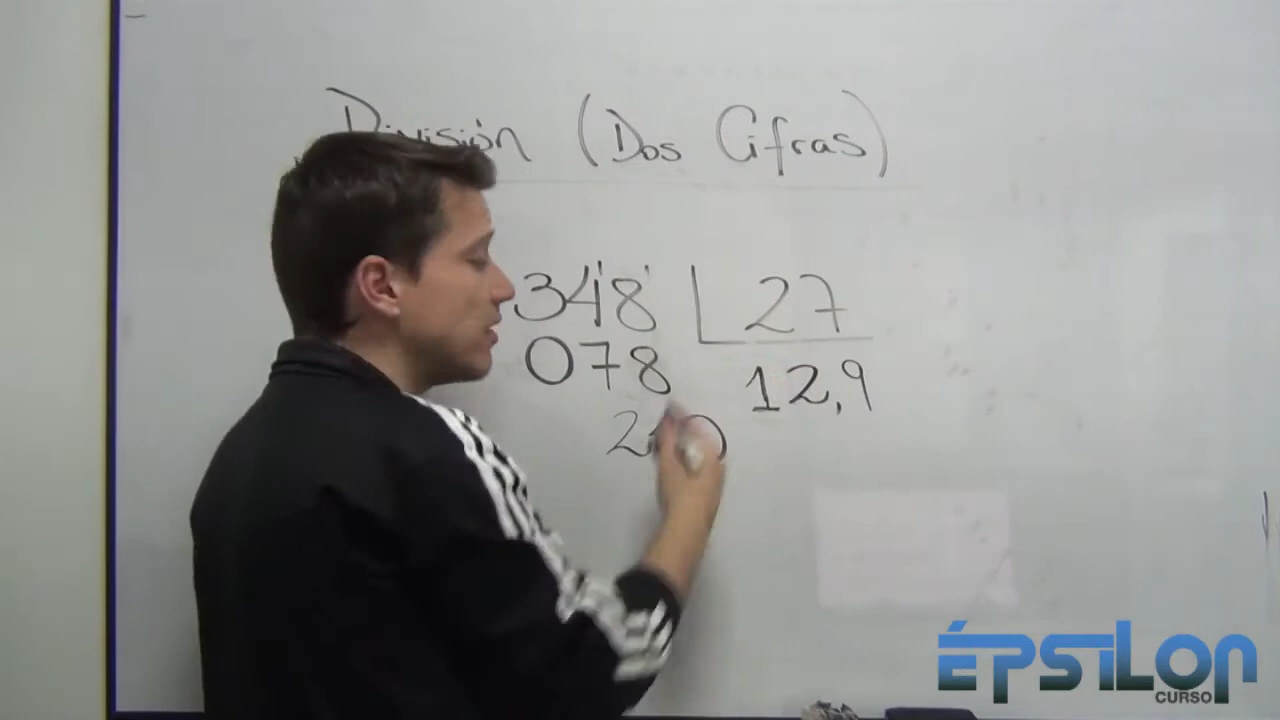 División (Dos Cifras)
348 27
078 12,9
ÉPSILON
CURSO